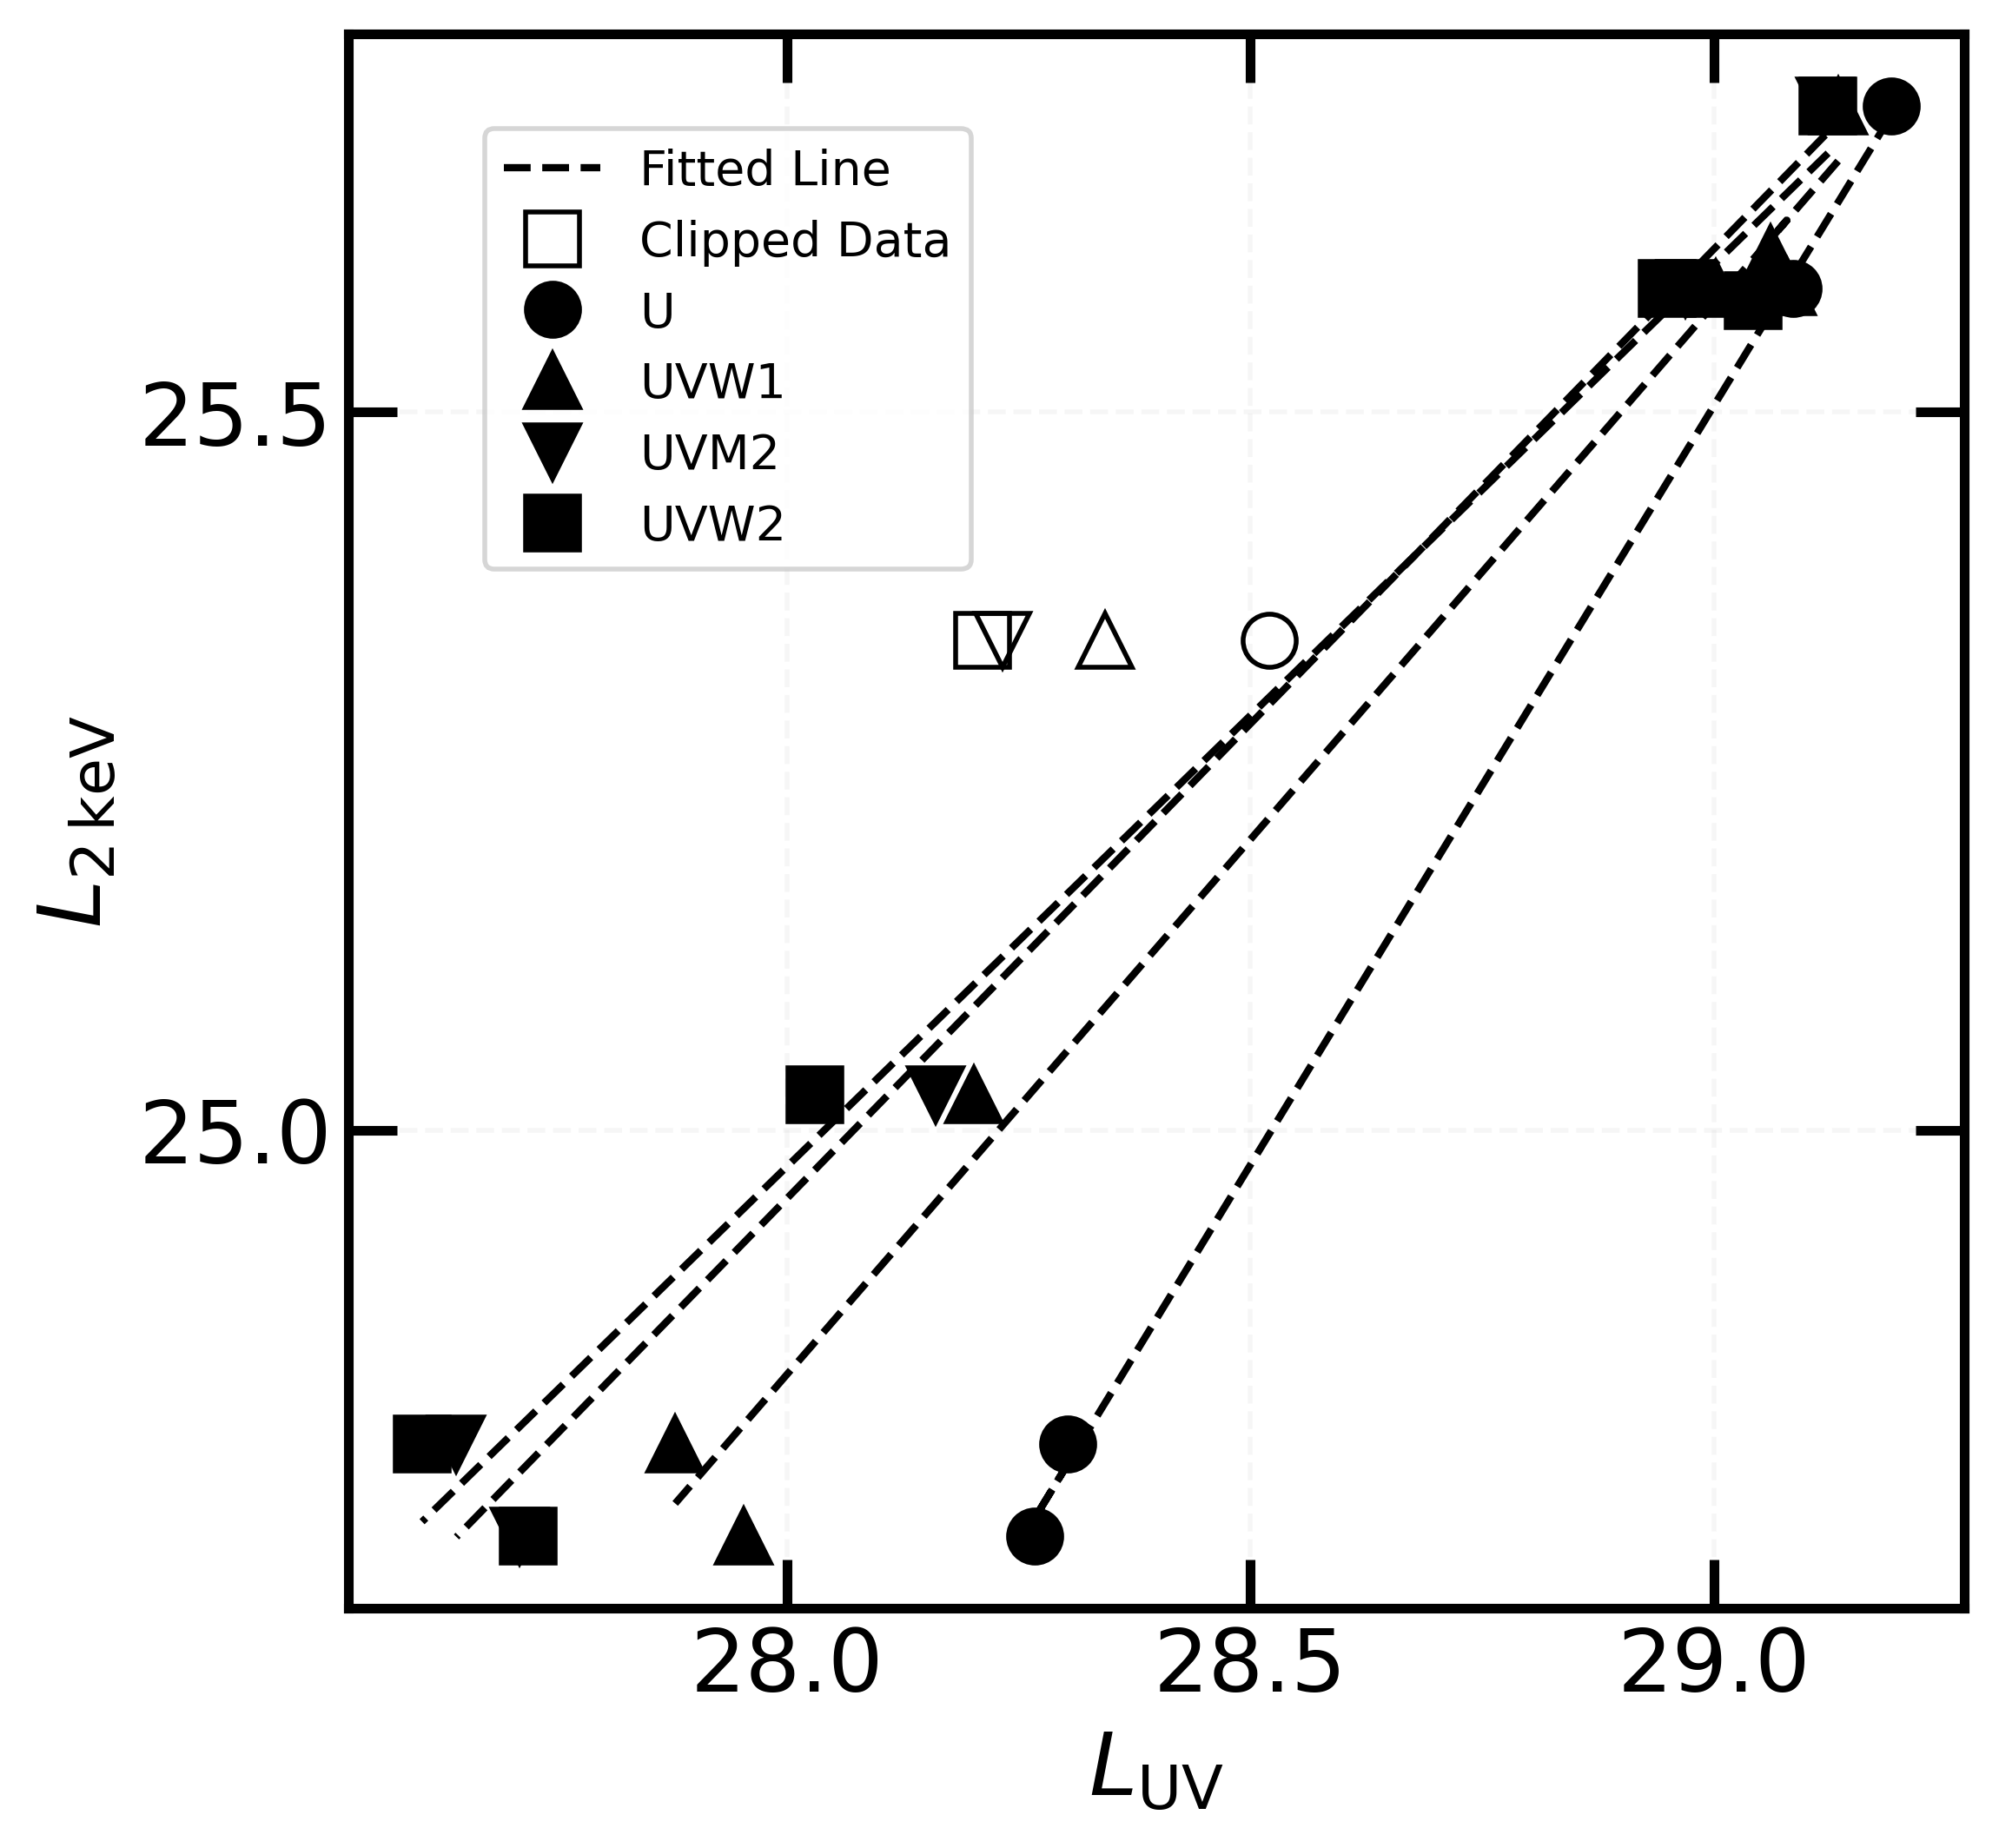 Fitted Line
Clipped Data
U
UVW1
UVM2
UVW2
25.5
25.0
L2 keV
28.0 28.5 29.0
LUV